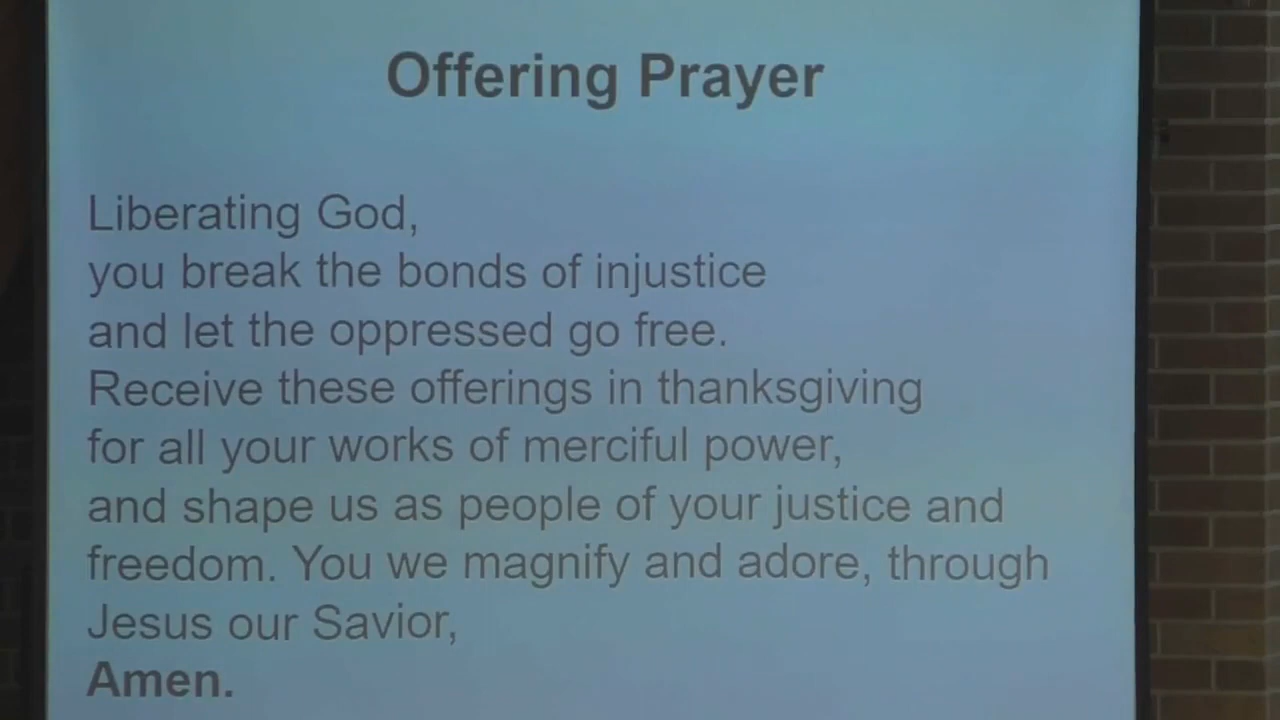 Offering Prayer
Liberating God,
you break the bonds of injustice
and let the oppressed go free.
Receive these offerings in thanksgiving
for all your works of merciful power,
and shape us as people of your justice and
freedom. You we magnify and adore, through
Jesus our Savior,
Amen.